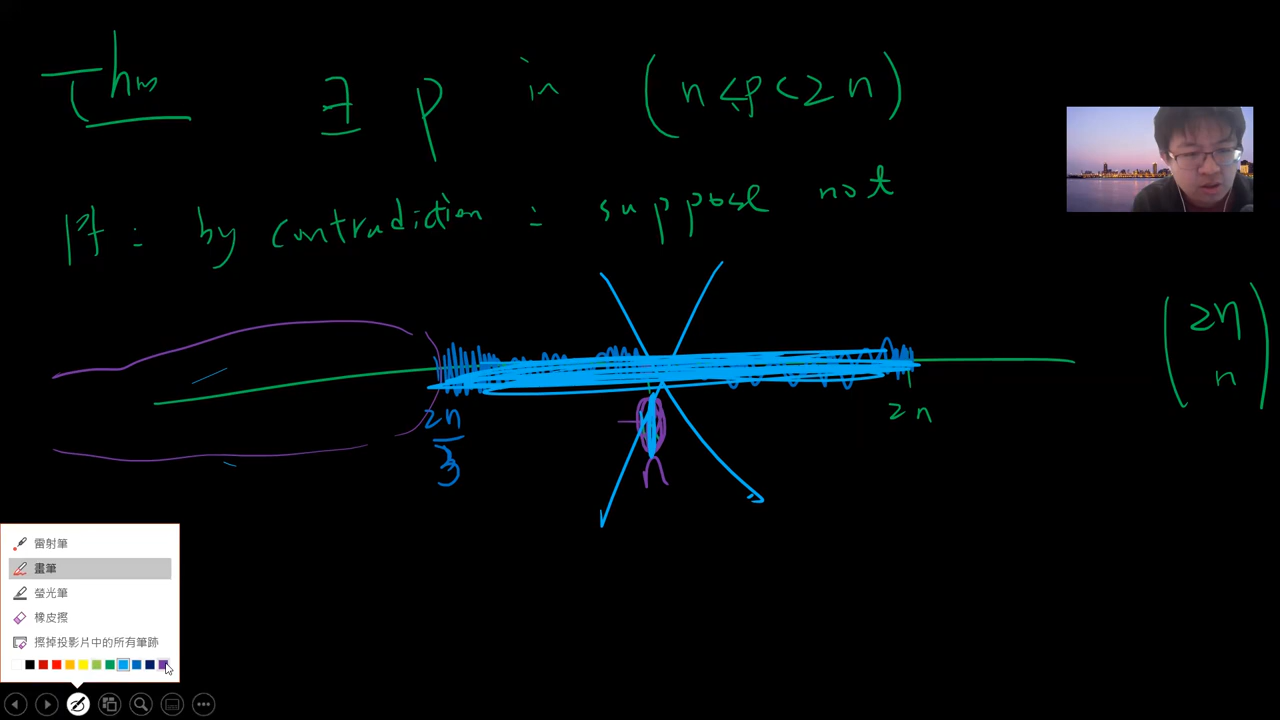 Thm ∃ p in (n < p < 2n)
Pf: by contradiction: suppose not
(2n
n)
2n
3
n
2n
雷射筆
畫筆
螢光筆
橡皮擦
擦掉投影片中的所有筆跡